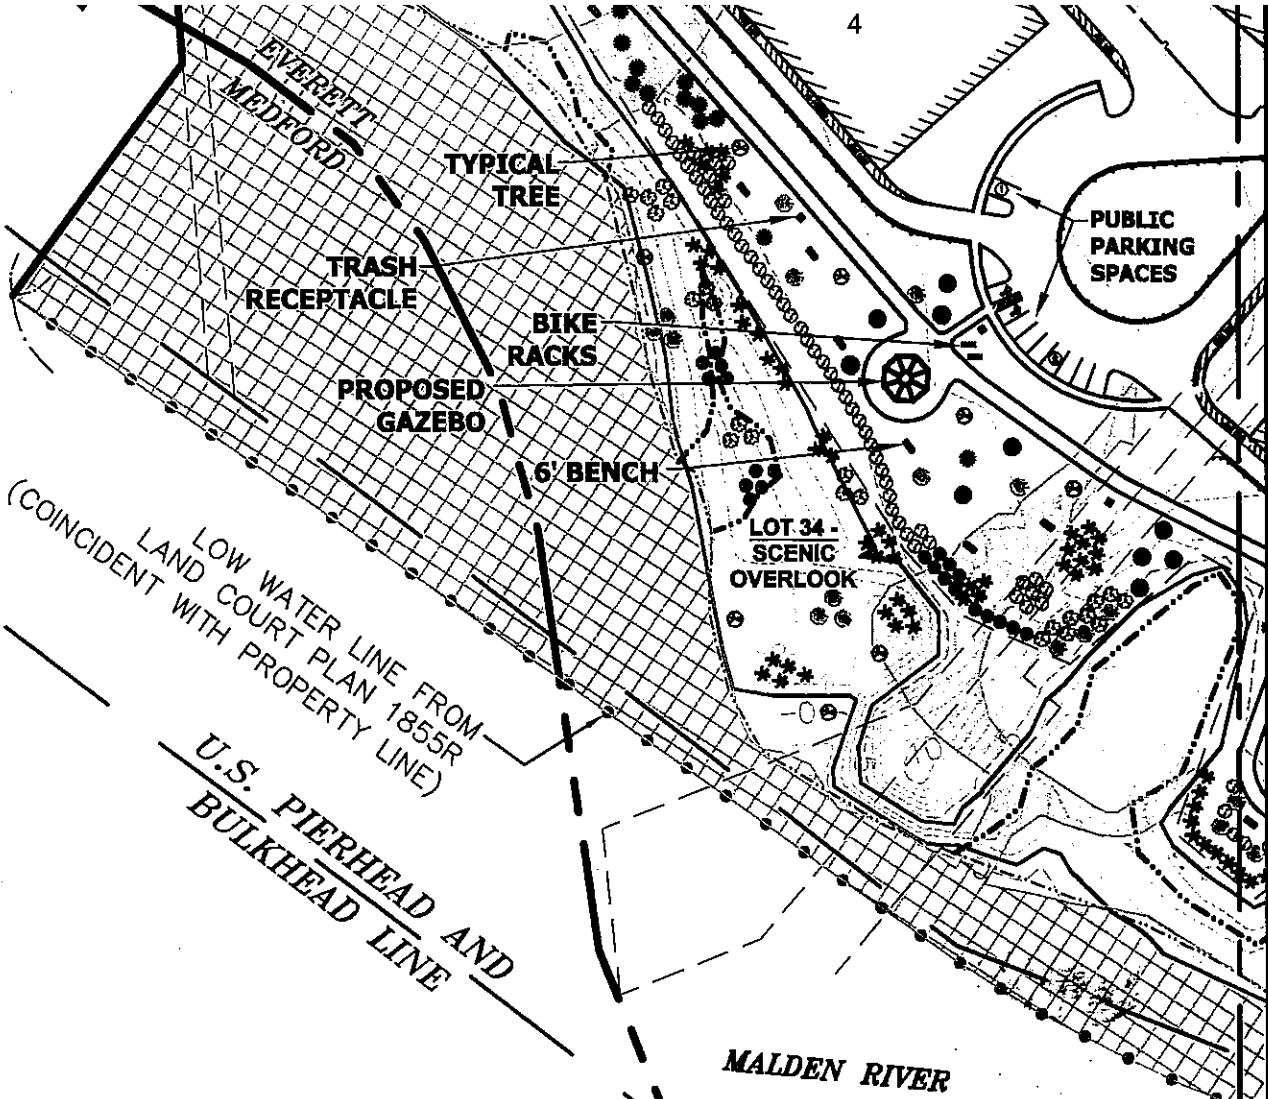 4
EVERETT
MEDFORD
TYPICAL
TREE
TRASH
RECEPTACLE
BIKE
RACKS
PROPOSED
GAZEBO
6' BENCH
PUBLIC
PARKING
SPACES
LOT 34 -
SCENIC
OVERLOOK
LOW WATER LINE FROM
LAND COURT PLAN 1855R
(COINCIDENT WITH PROPERTY LINE)
U.S. PIERHEAD AND
BULKHEAD LINE
MALDEN RIVER